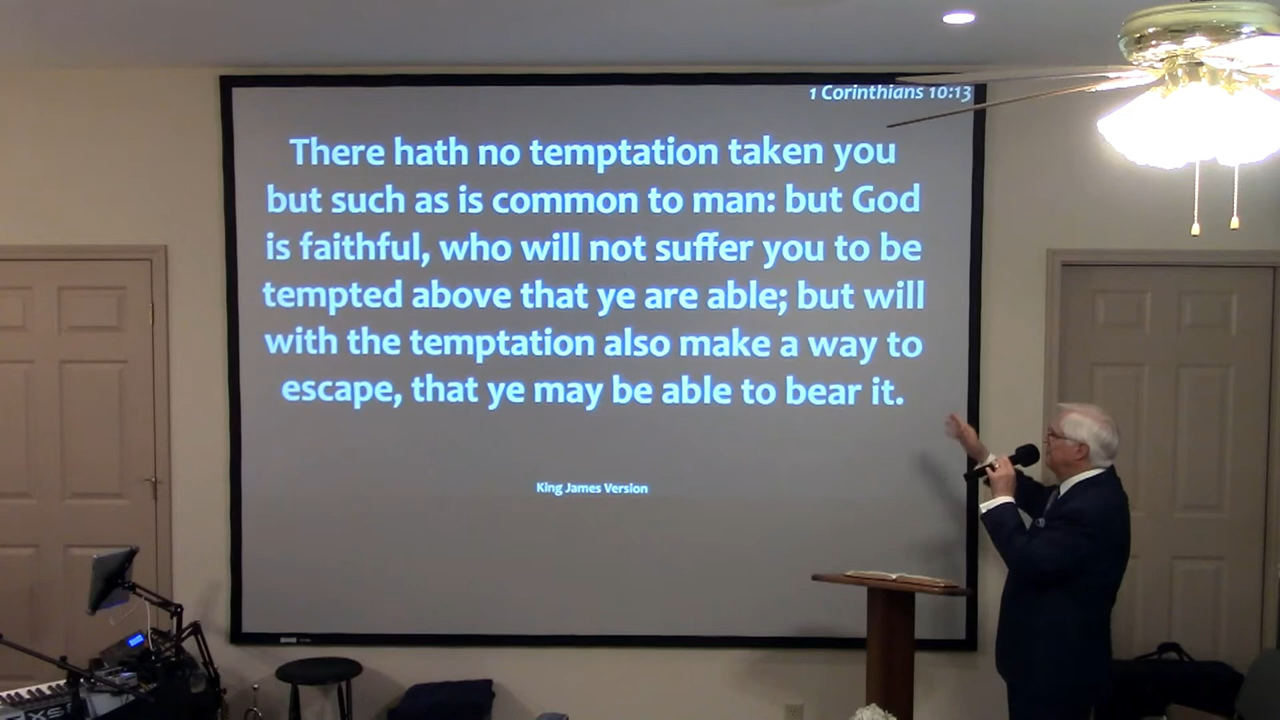 1 Corinthians 10:13
There hath no temptation taken you
but such as is common to man: but God
is faithful, who will not suffer you to be
tempted above that ye are able; but will
with the temptation also make a way to
escape, that ye may be able to bear it.
King James Version